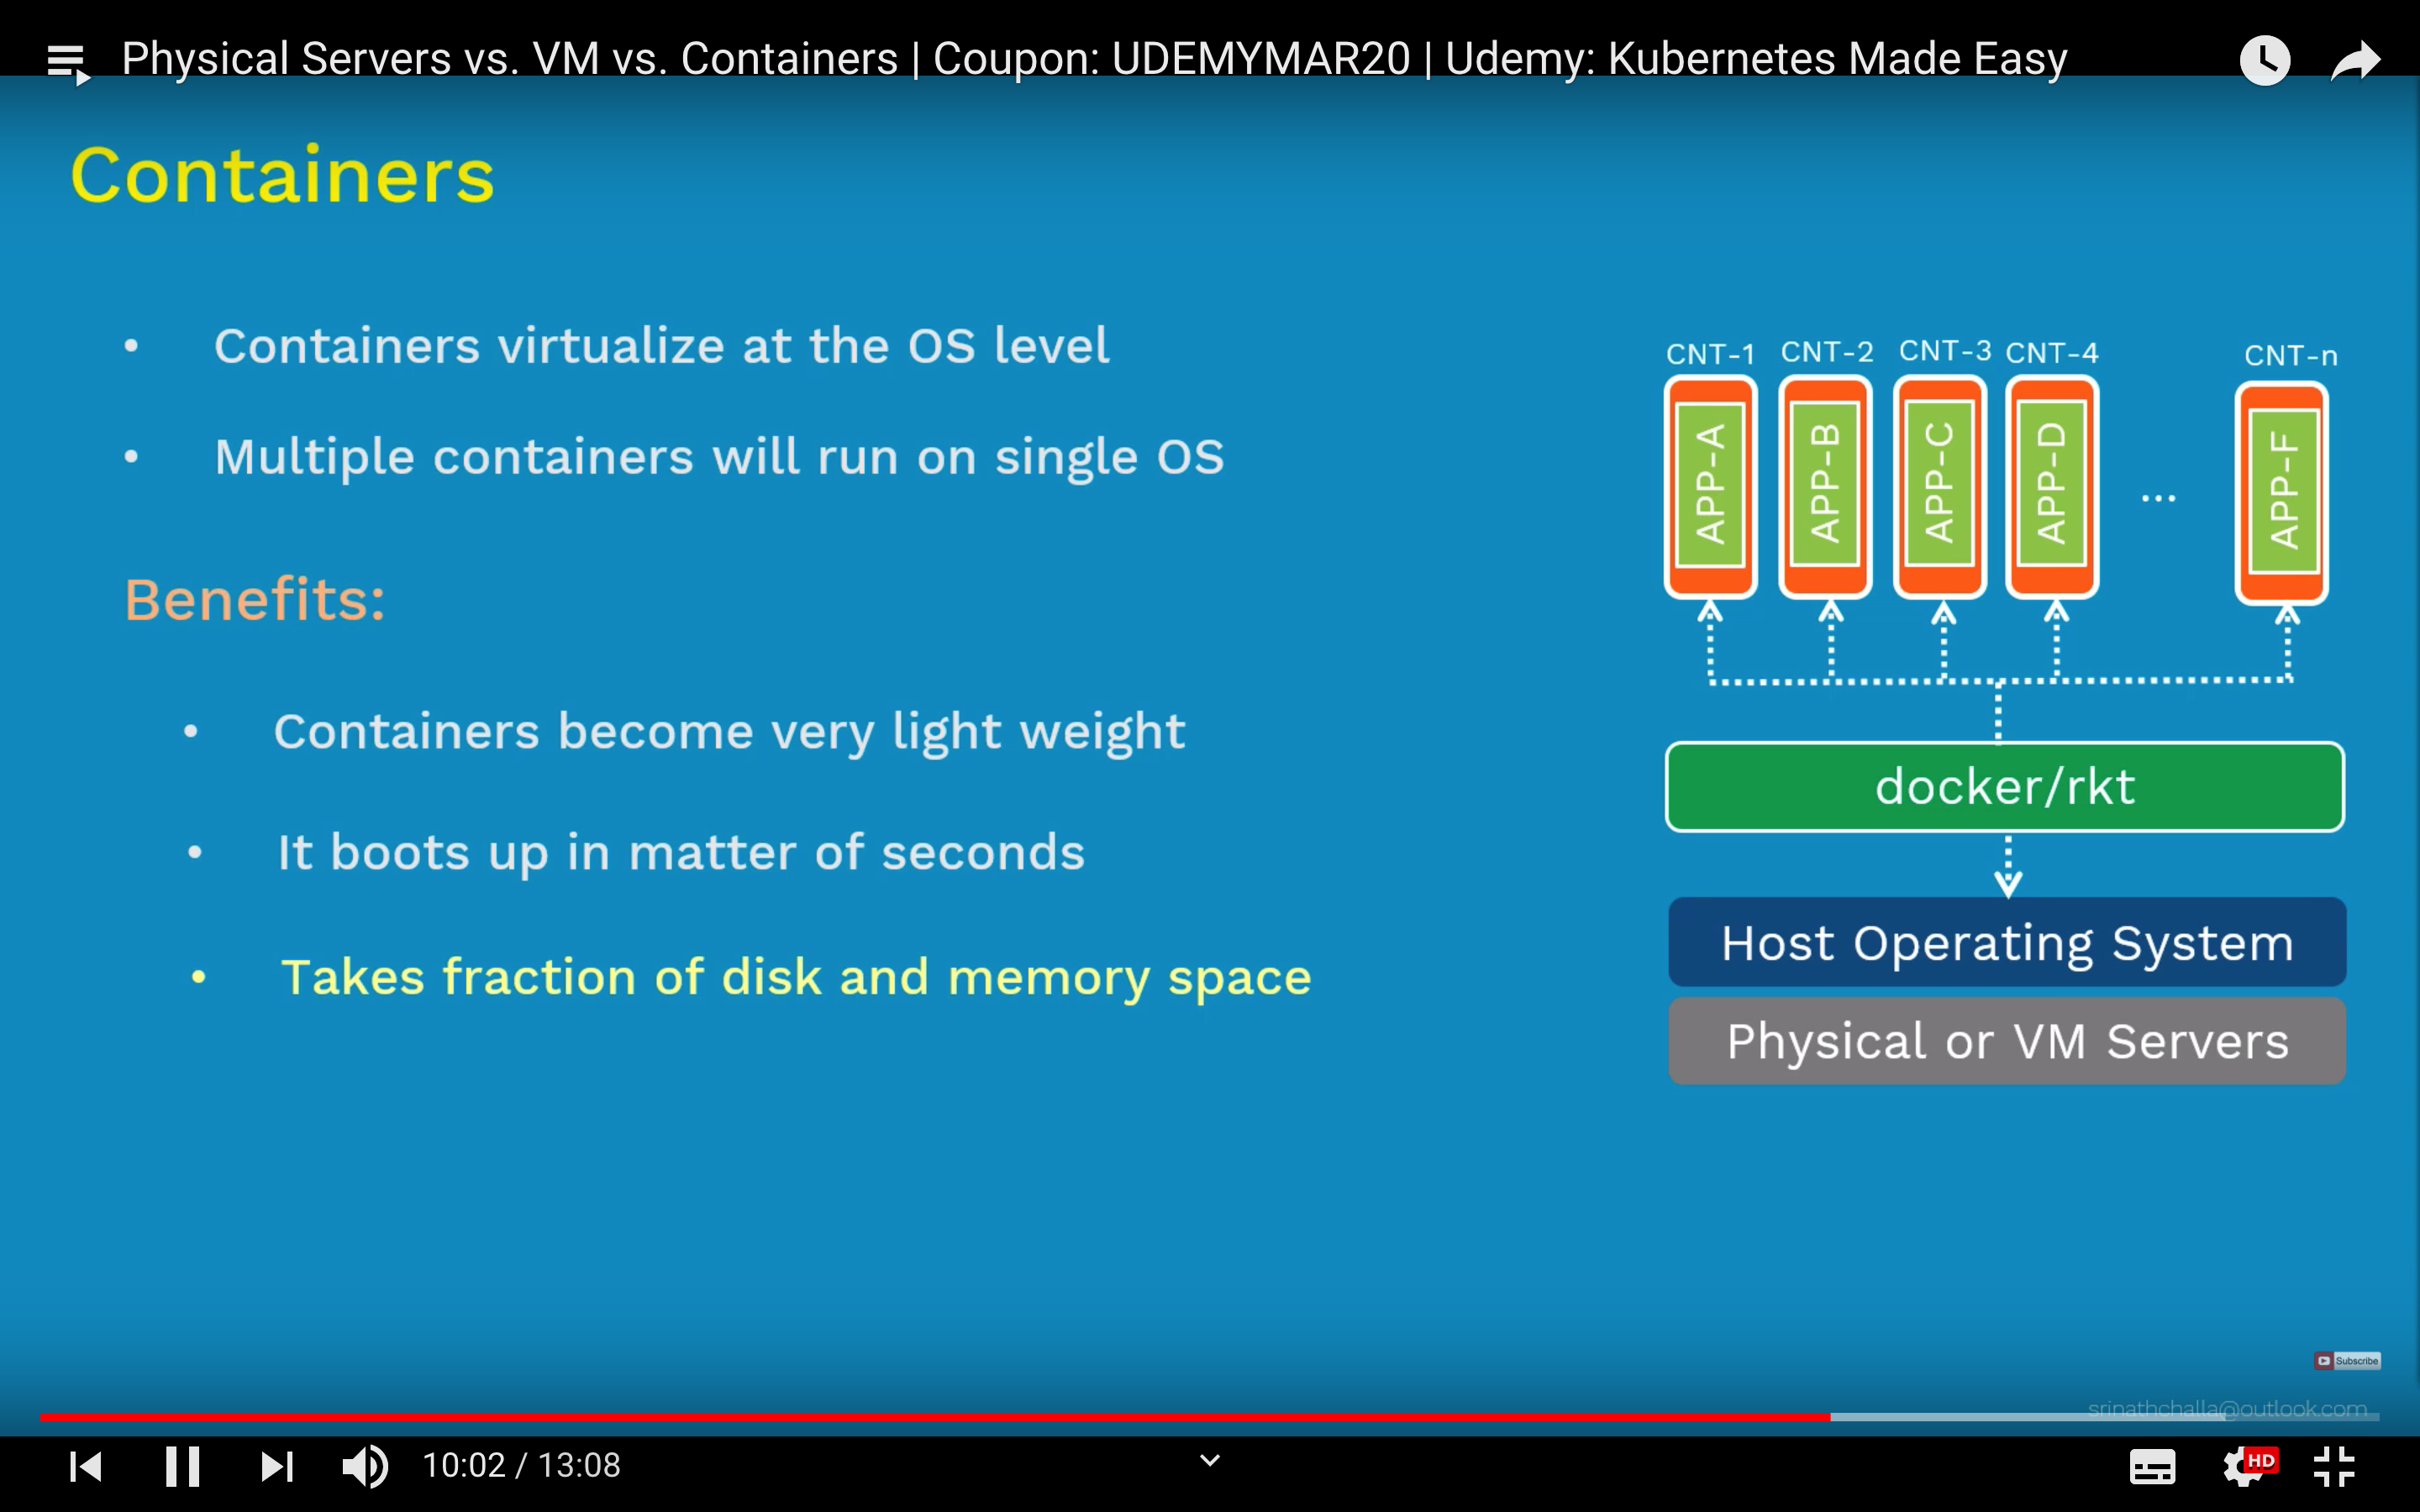 Physical Servers vs. VM vs. Containers | Coupon: UDEMYMAR20 | Udemy: Kubernetes Made Easy
Containers
• Containers virtualize at the OS level
• Multiple containers will run on single OS
Benefits:
• Containers become very light weight
• It boots up in matter of seconds
• Takes fraction of disk and memory space
CNT-1 CNT-2 CNT-3 CNT-4 CNT-n
APP-A APP-B APP-C APP-D ... APP-F
docker/rkt
Host Operating System
Physical or VM Servers
Subscribe
srinathchalla@outlook.com
10:02 / 13:08
HD